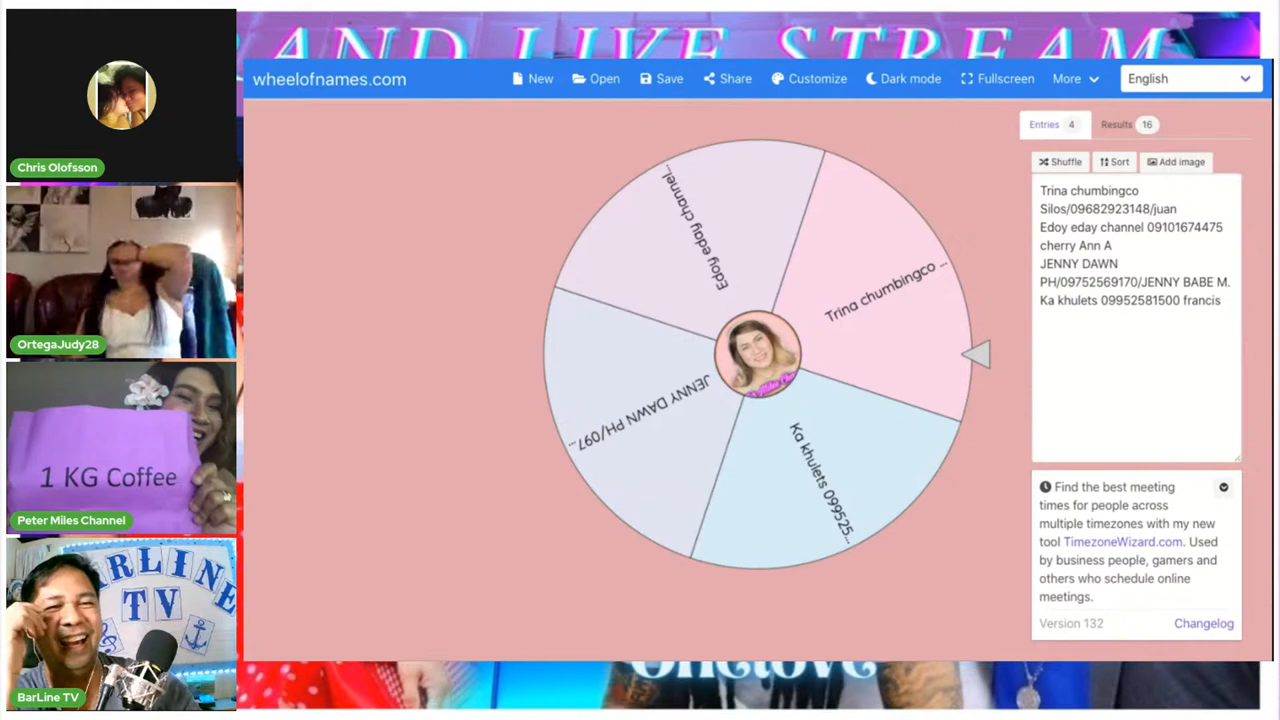 AND LIVE STREAM
wheelofnames.com
New
Open
Save
Share
Customize
Dark mode
Fullscreen
More
English
Entries 4
Results 16
Shuffle
Sort
Add image
Trina chumbingco
Silos/09682923148/juan
Edoy eday channel 09101674475
cherry Ann A
JENNY DAWN
PH/09752569170/JENNY BABE M.
Ka khulets 09952581500 francis
Edoy eday channel...
Trina chumbingco ...
JENNY DAWN PH/097...
Ka khulets 099525...
Find the best meeting
times for people across
multiple timezones with my new
tool TimezoneWizard.com. Used
by business people, gamers and
others who schedule online
meetings.
Version 132
Changelog
Chris Olofsson
OrtegaJudy28
1 KG Coffee
Peter Miles Channel
ARLINE
TV
BarLine TV
Onelove